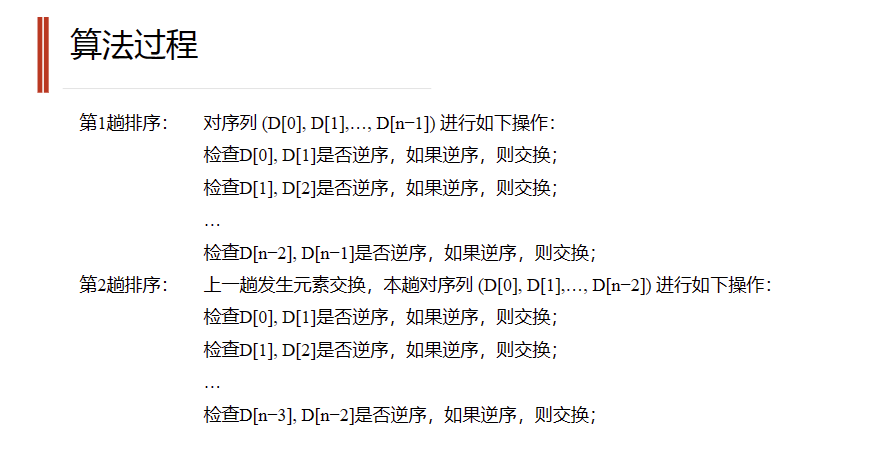 算法过程
第1趟排序： 对序列 (D[0], D[1],…, D[n−1]) 进行如下操作：
检查D[0], D[1]是否逆序，如果逆序，则交换；
检查D[1], D[2]是否逆序，如果逆序，则交换；
…
检查D[n−2], D[n−1]是否逆序，如果逆序，则交换；
第2趟排序： 上一趟发生元素交换，本趟对序列 (D[0], D[1],…, D[n−2]) 进行如下操作：
检查D[0], D[1]是否逆序，如果逆序，则交换；
检查D[1], D[2]是否逆序，如果逆序，则交换；
…
检查D[n−3], D[n−2]是否逆序，如果逆序，则交换；